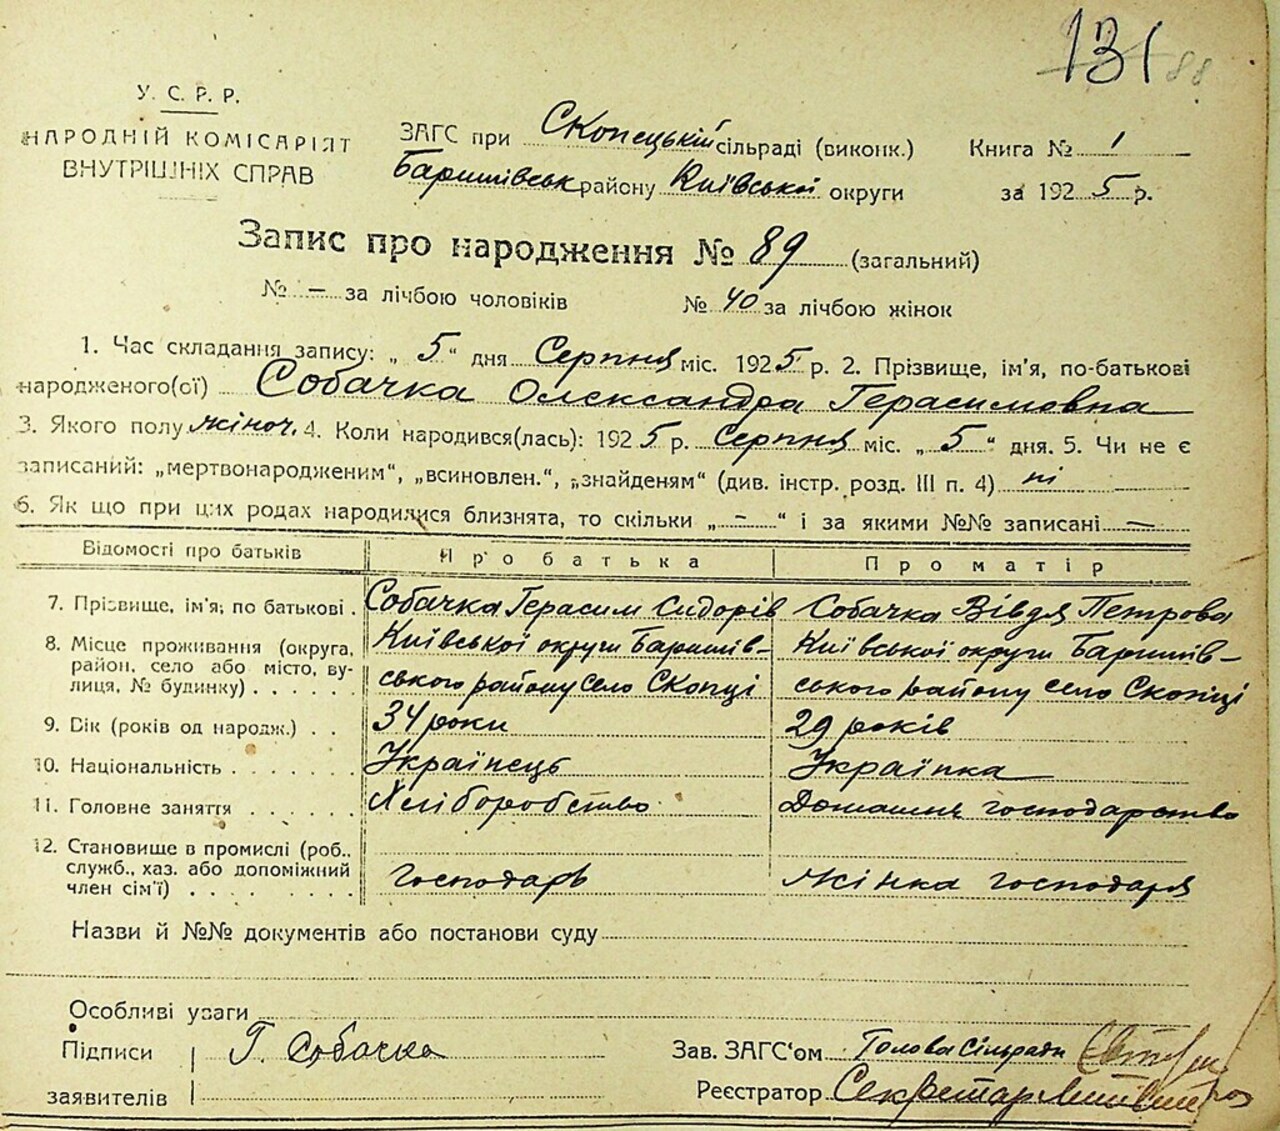 131 88
У. С. Р. Р.
НАРОДНІЙ КОМІСАРІЯТ
ВНУТРІШНІХ СПРАВ
ЗАГС при Скопецькій сільраді (виконк.)
Баришівськ району Київської округи
Книга № 1
за 1925 р.
Запис про народження № 89 (загальний)
№ – за лічбою чоловіків № 40 за лічбою жінок
1. Час складання запису: „5“ дня Серпня міс. 1925 р. 2. Прізвище, ім'я, по-батькові
народженого(ої) Собачка Олександра Герасимовна
3. Якого полу жіноч. 4. Коли народився(лась): 1925 р. Серпня міс. „5“ дня. 5. Чи не є
записаний: „мертвонародженим“, „всиновлен.“, „знайденям“ (див. інстр. розд. III п. 4) ні
6. Як що при цих родах народилися близнята, то скільки „–“ і за якими №№ записані —
Відомості про батьків Про батька Про матір
7. Прізвище, ім'я, по батькові. Собачка Герасим Сидорів Собачка Вівдя Петрова
8. Місце проживання (округа, Київської округи Баришів- Київської округи Баришів-
район, село або місто, ву-
лиця, № будинку) . . . . . ського району село Скопці ського району село Скопці
9. Вік (років од народж.) . . 34 роки 29 років
10. Національність . . . . . . Українець Українка
11. Головне заняття . . . . . Хліборобство Домашнє господарство
12. Становище в промислі (роб.,
служб., хаз. або допоміжний господарь жінка господаря
член сім'ї) . . . . . . .
Назви й №№ документів або постанови суду
Особливі уваги
Підписи Г. Собачка
заявителів
Зав. ЗАГС'ом Голова сільради
Реєстратор Секретар